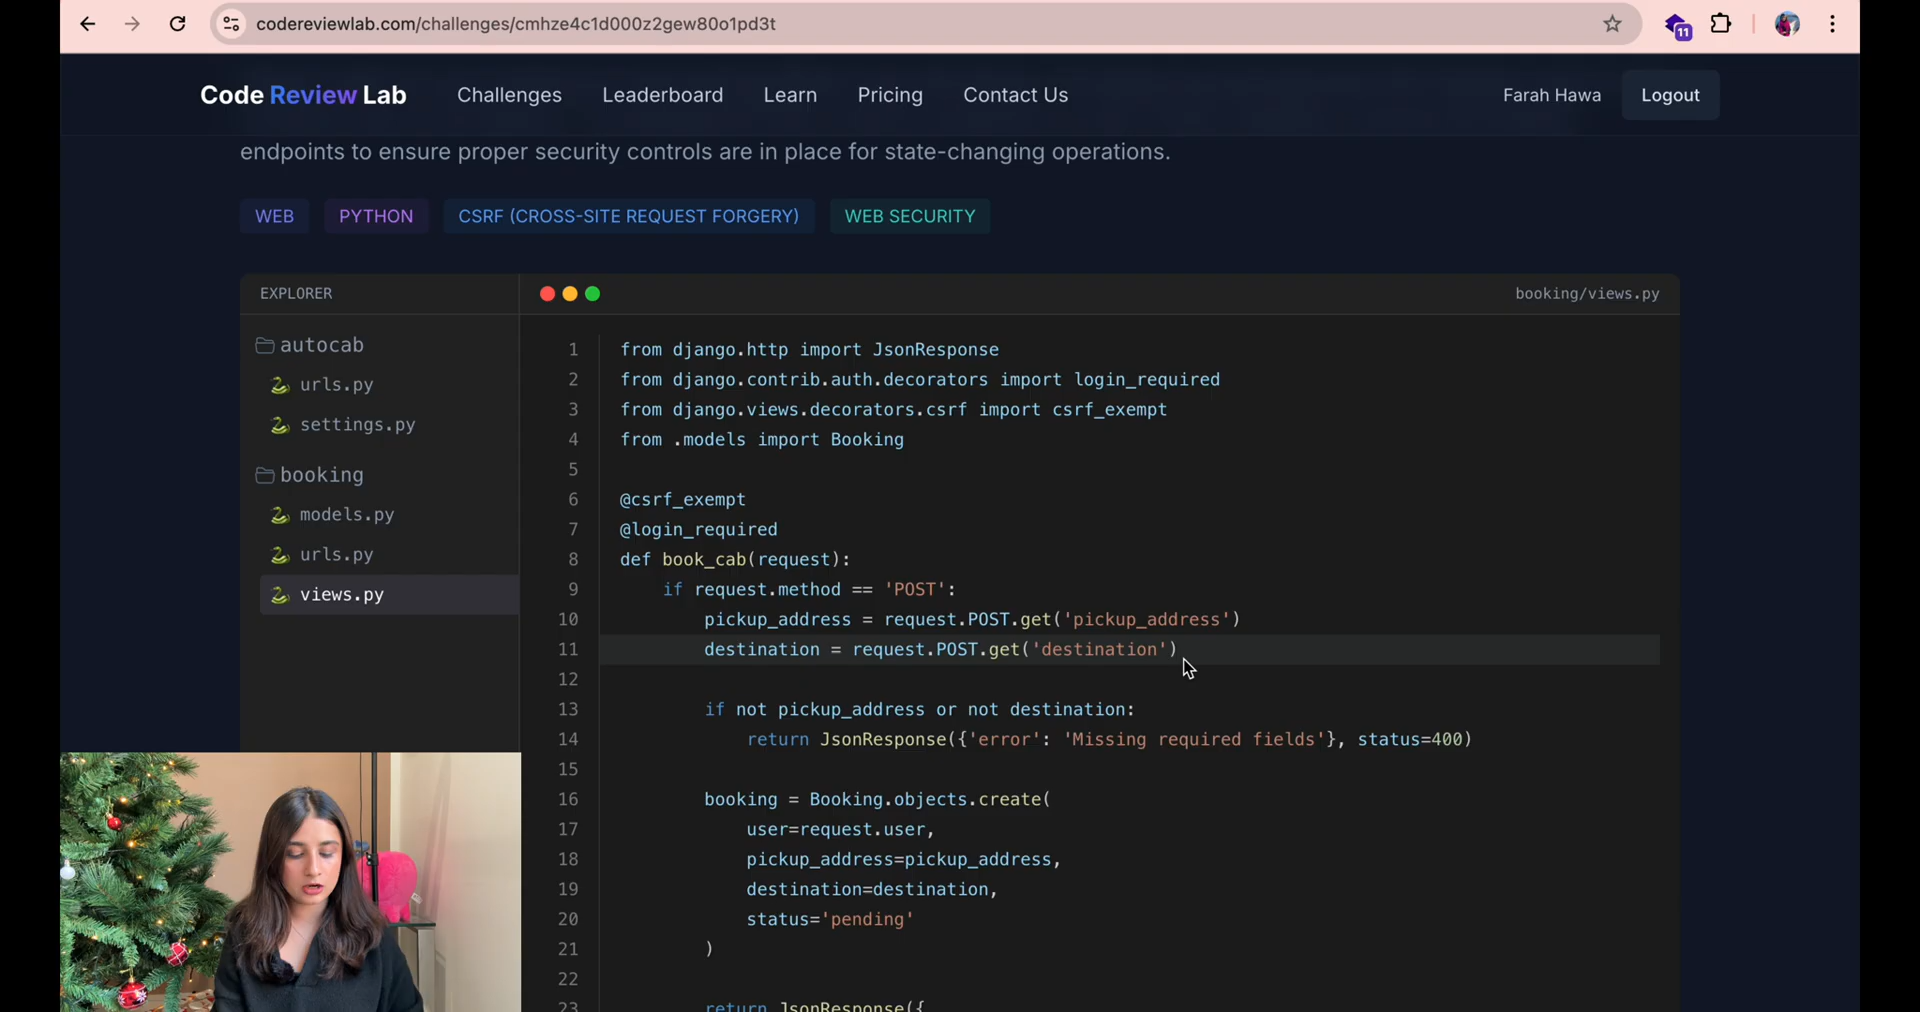 codereviewlab.com/challenges/cmhze4c1d000z2gew80o1pd3t
11
Code Review Lab
Challenges
Leaderboard
Learn
Pricing
Contact Us
Farah Hawa
Logout
endpoints to ensure proper security controls are in place for state-changing operations.
WEB
PYTHON
CSRF (CROSS-SITE REQUEST FORGERY)
WEB SECURITY
EXPLORER
booking/views.py
autocab
urls.py
settings.py
booking
models.py
urls.py
views.py
1 from django.http import JsonResponse
2 from django.contrib.auth.decorators import login_required
3 from django.views.decorators.csrf import csrf_exempt
4 from .models import Booking
5
6 @csrf_exempt
7 @login_required
8 def book_cab(request):
9 if request.method == 'POST':
10 pickup_address = request.POST.get('pickup_address')
11 destination = request.POST.get('destination')
12
13 if not pickup_address or not destination:
14 return JsonResponse({'error': 'Missing required fields'}, status=400)
15
16 booking = Booking.objects.create(
17 user=request.user,
18 pickup_address=pickup_address,
19 destination=destination,
20 status='pending'
21 )
22
23 return JsonResponse({